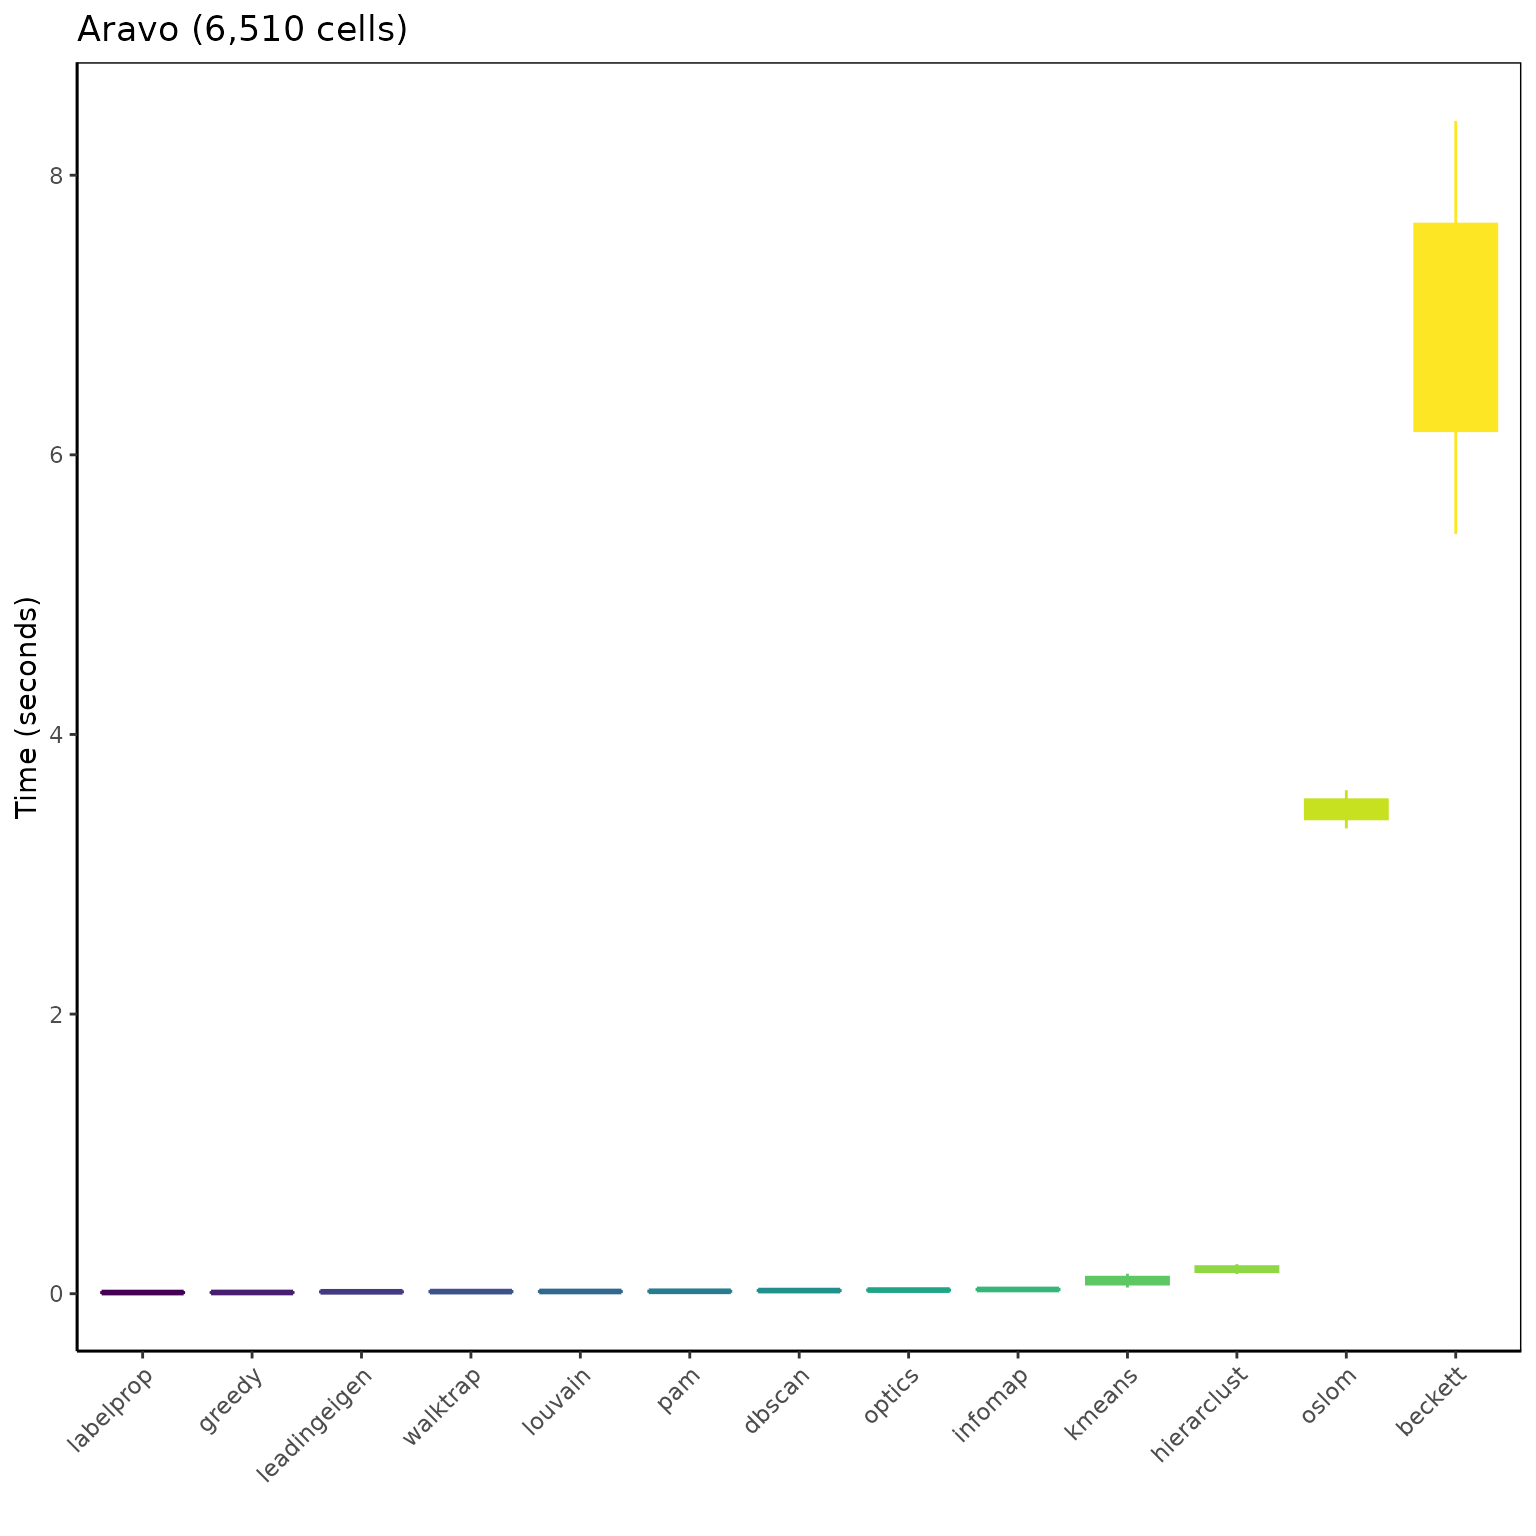 Aravo (6,510 cells)
Time (seconds)
8
6
4
2
0
labelprop
greedy
leadingeigen
walktrap
louvain
pam
dbscan
optics
infomap
kmeans
hierarclust
oslom
beckett